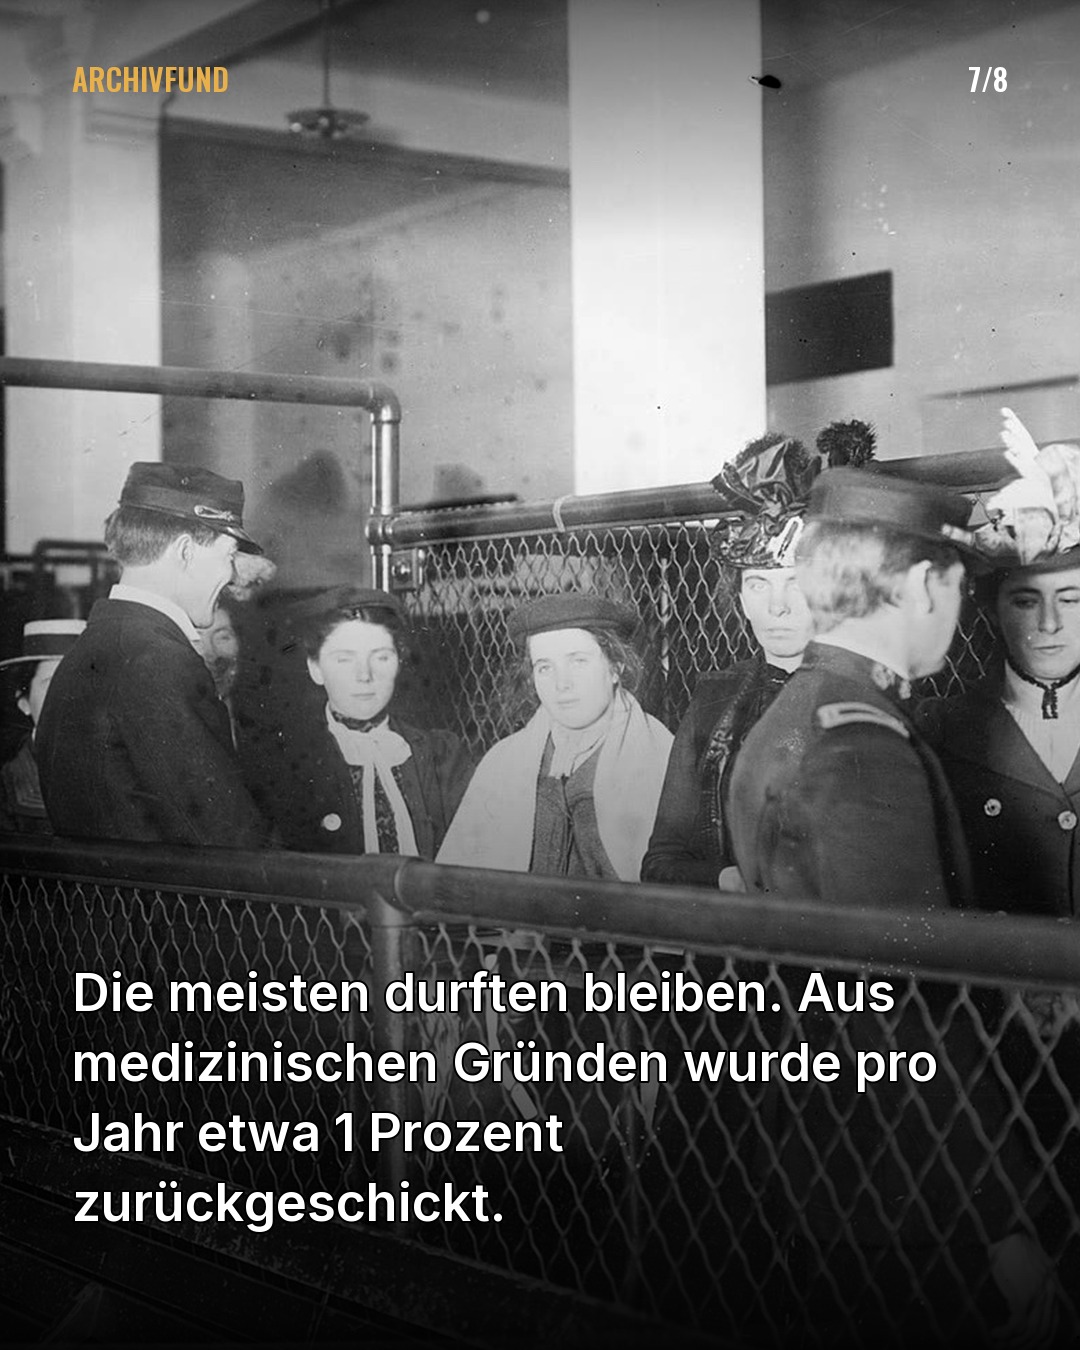 ARCHIVFUND
7/8
Die meisten durften bleiben. Aus
medizinischen Gründen wurde pro
Jahr etwa 1 Prozent
zurückgeschickt.